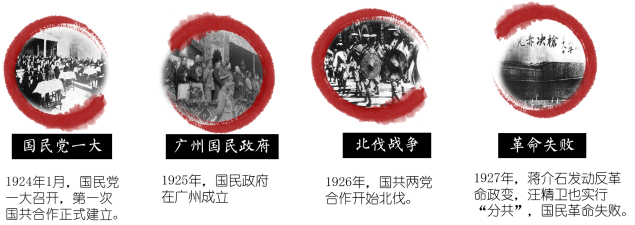 国民党一大
广州国民政府
北伐战争
革命失败
1924年1月，国民党
一大召开，第一次
国共合作正式建立。
1925年，国民政府
在广州成立
1926年，国共两党
合作开始北伐。
1927年，蒋介石发动反革
命政变，汪精卫也实行
“分共”，国民革命失败。